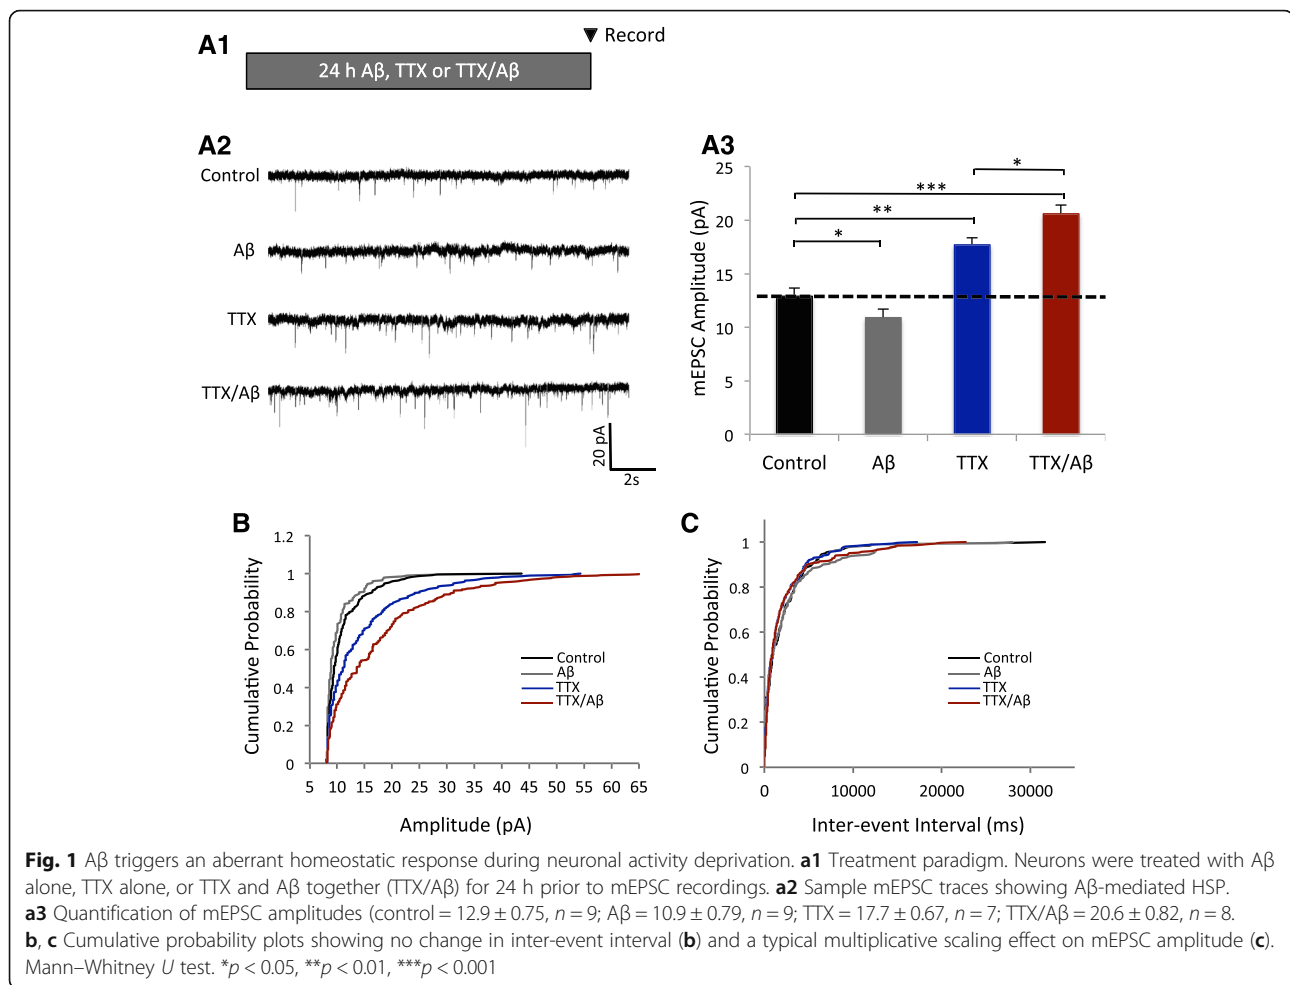 A1
Record
24 h Aβ, TTX or TTX/Aβ
A2
Control
Aβ
TTX
TTX/Aβ
20 pA
2s
A3
mEPSC Amplitude (pA)
25
20
15
10
5
0
*
***
**
*
Control Aβ TTX TTX/Aβ
B
Cumulative Probability
1.2
1
0.8
0.6
0.4
0.2
0
Control
Aβ
TTX
TTX/Aβ
5 10 15 20 25 30 35 40 45 50 55 60 65
Amplitude (pA)
C
Cumulative Probability
1
0.8
0.6
0.4
0.2
0
Control
Aβ
TTX
TTX/Aβ
0 10000 20000 30000
Inter-event Interval (ms)
Fig. 1 Aβ triggers an aberrant homeostatic response during neuronal activity deprivation. a1 Treatment paradigm. Neurons were treated with Aβ
alone, TTX alone, or TTX and Aβ together (TTX/Aβ) for 24 h prior to mEPSC recordings. a2 Sample mEPSC traces showing Aβ-mediated HSP.
a3 Quantification of mEPSC amplitudes (control = 12.9 ± 0.75, n = 9; Aβ = 10.9 ± 0.79, n = 9; TTX = 17.7 ± 0.67, n = 7; TTX/Aβ = 20.6 ± 0.82, n = 8.
b, c Cumulative probability plots showing no change in inter-event interval (b) and a typical multiplicative scaling effect on mEPSC amplitude (c).
Mann–Whitney U test. *p < 0.05, **p < 0.01, ***p < 0.001